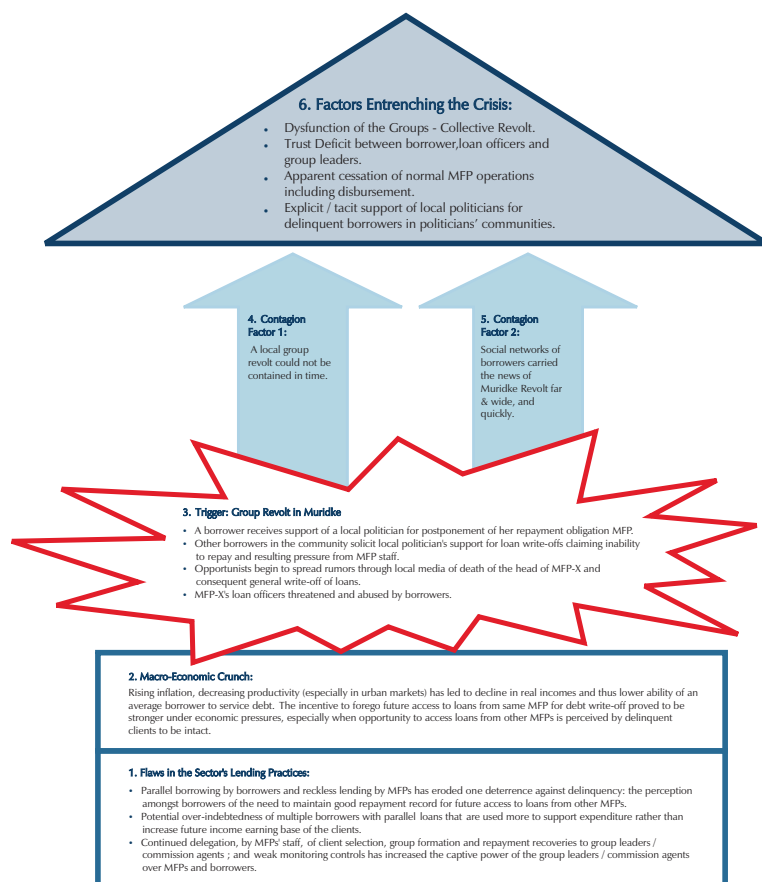 6. Factors Entrenching the Crisis:
• Dysfunction of the Groups - Collective Revolt.
• Trust Deficit between borrower,loan officers and
group leaders.
• Apparent cessation of normal MFP operations
including disbursement.
• Explicit / tacit support of local politicians for
delinquent borrowers in politicians' communities.
4. Contagion
Factor 1:
A local group
revolt could not be
contained in time.
5. Contagion
Factor 2:
Social networks of
borrowers carried
the news of
Muridke Revolt far
& wide, and
quickly.
3. Trigger: Group Revolt in Muridke
• A borrower receives support of a local politician for postponement of her repayment obligation MFP.
• Other borrowers in the community solicit local politician's support for loan write-offs claiming inability
to repay and resulting pressure from MFP staff.
• Opportunists begin to spread rumors through local media of death of the head of MFP-X and
consequent general write-off of loans.
• MFP-X's loan officers threatened and abused by borrowers.
2. Macro-Economic Crunch:
Rising inflation, decreasing productivity (especially in urban markets) has led to decline in real incomes and thus lower ability of an
average borrower to service debt. The incentive to forego future access to loans from same MFP for debt write-off proved to be
stronger under economic pressures, especially when opportunity to access loans from other MFPs is perceived by delinquent
clients to be intact.
1. Flaws in the Sector's Lending Practices:
• Parallel borrowing by borrowers and reckless lending by MFPs has eroded one deterrence against delinquency: the perception
amongst borrowers of the need to maintain good repayment record for future access to loans from other MFPs.
• Potential over-indebtedness of multiple borrowers with parallel loans that are used more to support expenditure rather than
increase future income earning base of the clients.
• Continued delegation, by MFPs' staff, of client selection, group formation and repayment recoveries to group leaders /
commission agents ; and weak monitoring controls has increased the captive power of the group leaders / commission agents
over MFPs and borrowers.